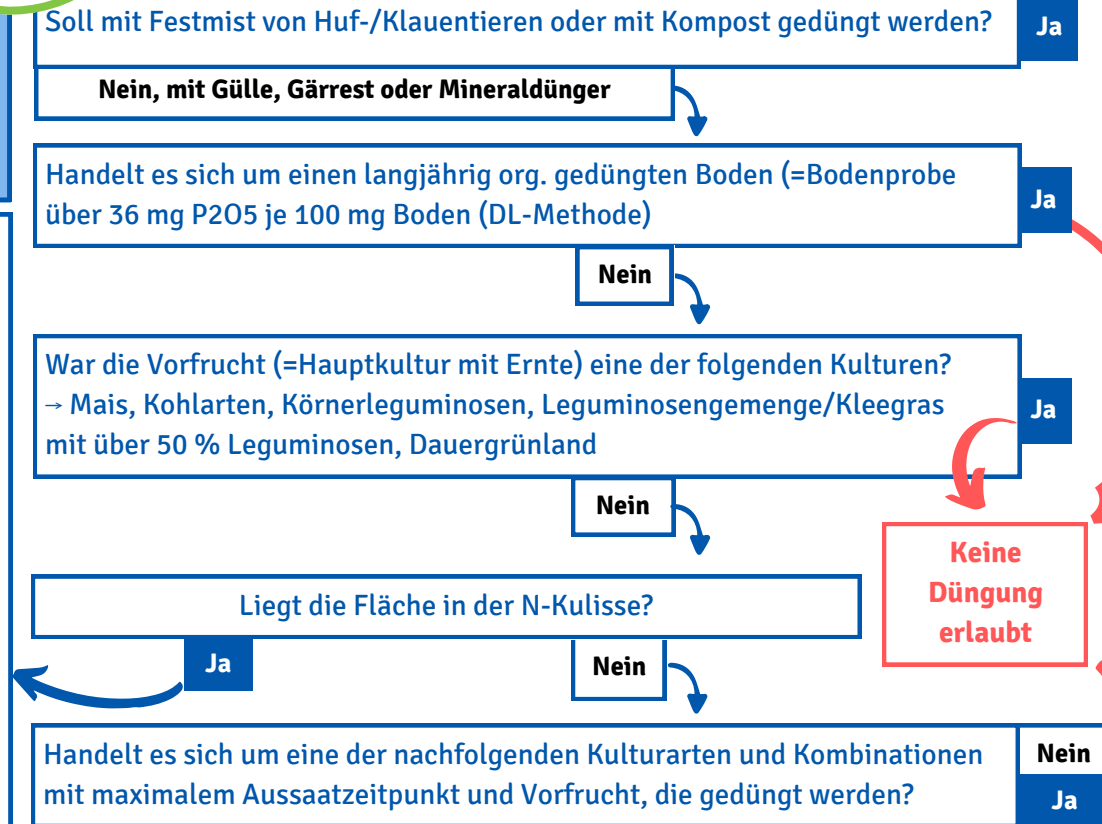 Soll mit Festmist von Huf-/Klauentieren oder mit Kompost gedüngt werden?
Ja
Nein, mit Gülle, Gärrest oder Mineraldünger
Handelt es sich um einen langjährig org. gedüngten Boden (=Bodenprobe
über 36 mg P2O5 je 100 mg Boden (DL-Methode)
Ja
Nein
War die Vorfrucht (=Hauptkultur mit Ernte) eine der folgenden Kulturen?
→ Mais, Kohlarten, Körnerleguminosen, Leguminosengemenge/Kleegras
mit über 50 % Leguminosen, Dauergrünland
Ja
Nein
Keine
Düngung
erlaubt
Liegt die Fläche in der N-Kulisse?
Ja
Nein
Handelt es sich um eine der nachfolgenden Kulturarten und Kombinationen
mit maximalem Aussaatzeitpunkt und Vorfrucht, die gedüngt werden?
Nein
Ja